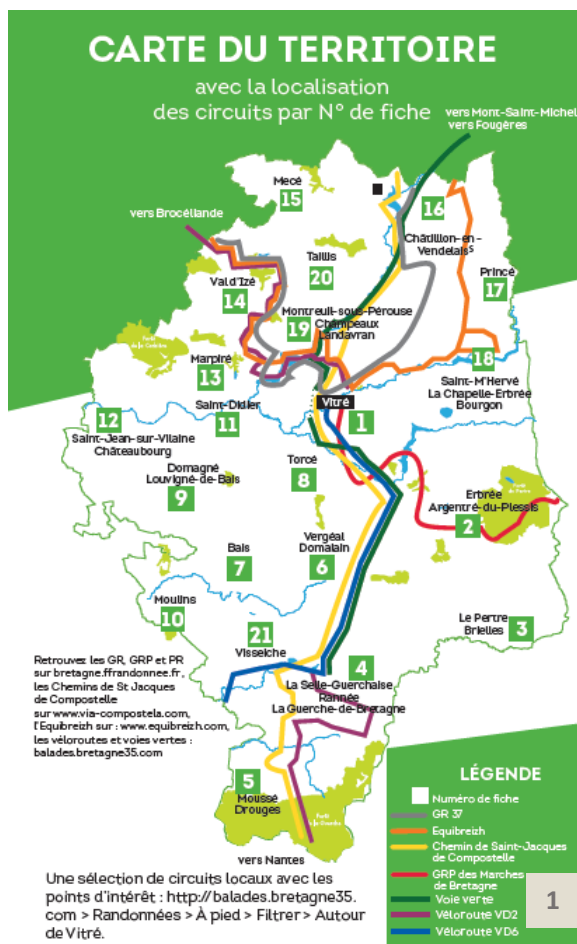 CARTE DU TERRITOIRE
avec la localisation
des circuits par N° de fiche
vers Mont-Saint-Michel
vers Fougères
Mecé
15
16
vers Brocéliande
Châtillon-en-
Vendelais
Taillis
20
Princé
17
Val d'Izé
14
Montreuil-sous-Pérouse
19
Champeaux
Landavran
18
Marpiré
13
Saint-M'Hervé
La Chapelle-Erbrée
Bourgon
Vitré
1
Saint-Didier
11
12
Saint-Jean-sur-Vilaine
Châteaubourg
Torcé
8
Domagné
Louvigné-de-Bais
9
Erbrée
Argentré-du-Plessis
2
Vergéal
Domalain
6
Bais
7
Moulins
10
Le Pertre
Brielles
3
21
Visseiche
4
La Selle-Guerchaise
Rannée
La Guerche-de-Bretagne
Retrouvez les GR, GRP et PR
sur bretagne.ffrandonnee.fr,
les Chemins de St Jacques
de Compostelle
sur www.via-compostela.com,
l'Equibreizh sur : www.equibreizh.com,
les véloroutes et voies vertes :
balades.bretagne35.com
5
Moussé
Drouges
vers Nantes
LÉGENDE
Numéro de fiche
GR 37
Equibreizh
Chemin de Saint-Jacques
de Compostelle
GRP des Marches
de Bretagne
Voie verte
Véloroute VD2
Véloroute VD6
Une sélection de circuits locaux avec les
points d'intérêt : http://balades.bretagne35.
com > Randonnées > À pied > Filtrer > Autour
de Vitré.
1